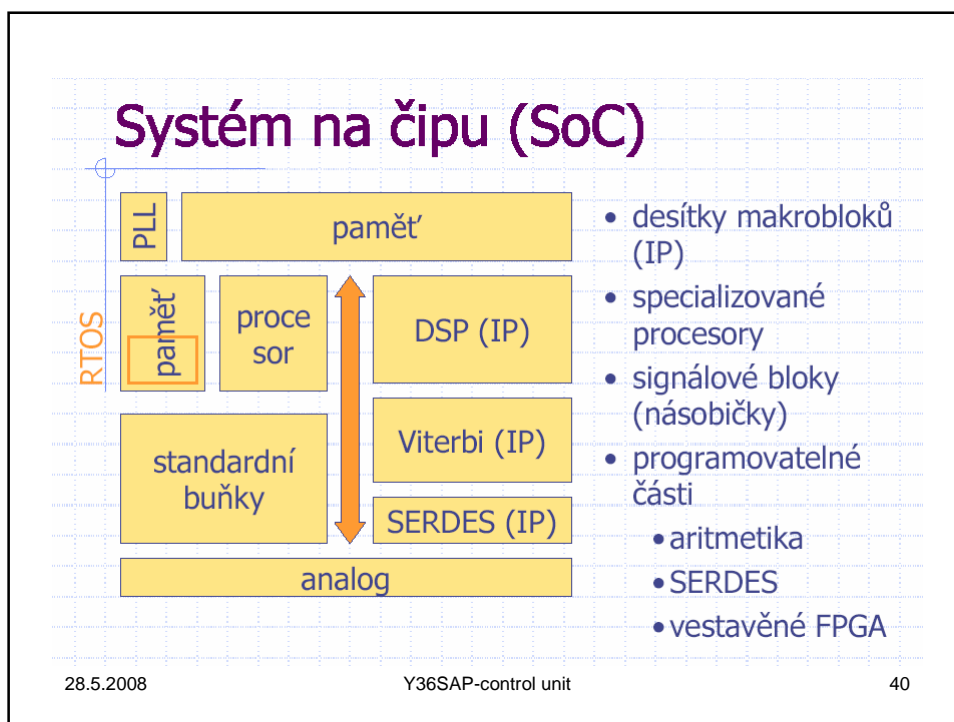 Systém na čipu (SoC)
PLL
paměť
RTOS
paměť
proce
sor
DSP (IP)
standardní
buňky
Viterbi (IP)
SERDES (IP)
analog
• desítky makrobloků
(IP)
• specializované
procesory
• signálové bloky
(násobičky)
• programovatelné
části
• aritmetika
• SERDES
• vestavěné FPGA
28.5.2008
Y36SAP-control unit
40